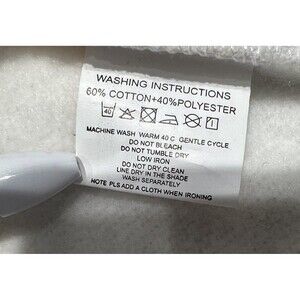 WASHING INSTRUCTIONS
60% COTTON+40%POLYESTER
40
MACHINE WASH WARM 40 C GENTLE CYCLE
DO NOT BLEACH
DO NOT TUMBLE DRY
LOW IRON
DO NOT DRY CLEAN
LINE DRY IN THE SHADE
WASH SEPARATELY
NOTE PLS ADD A CLOTH WHEN IRONING